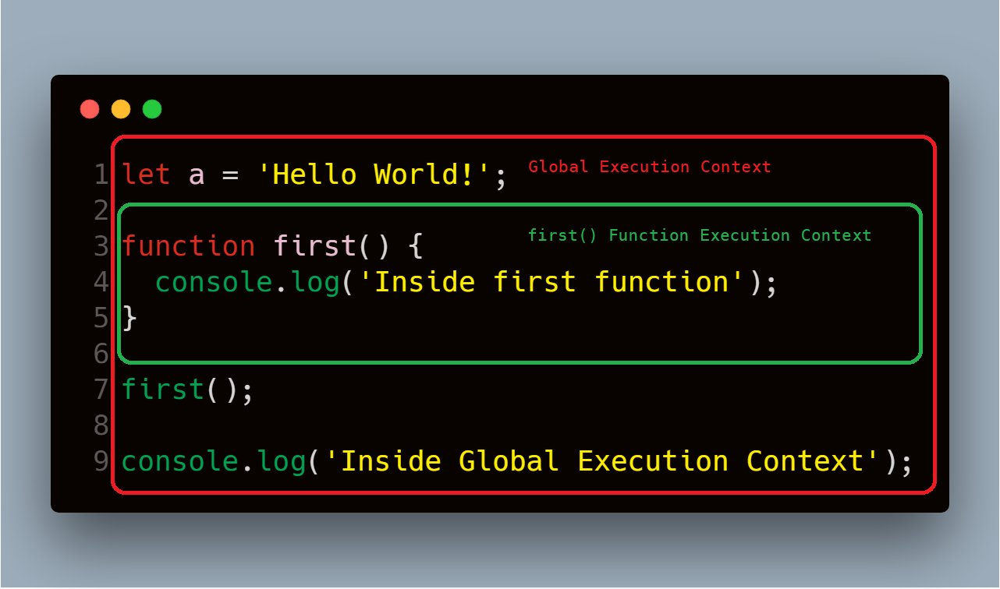 1 let a = 'Hello World!'; Global Execution Context
2
3 function first() { first() Function Execution Context
4   console.log('Inside first function');
5 }
6
7 first();
8
9 console.log('Inside Global Execution Context');